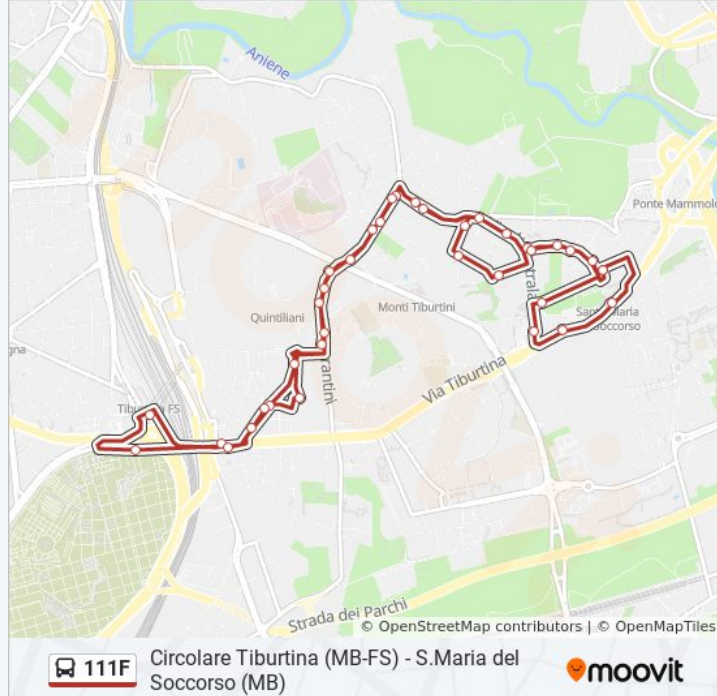 Aniene
Ponte Mammolo
Monti Tiburtini
Quintiliani
Santa Maria
Soccorso
Via Tiburtina
gna
FS
Strada dei Parchi
© OpenStreetMap contributors | © OpenMapTiles
111F
Circolare Tiburtina (MB-FS) - S.Maria del
Soccorso (MB)
moovit